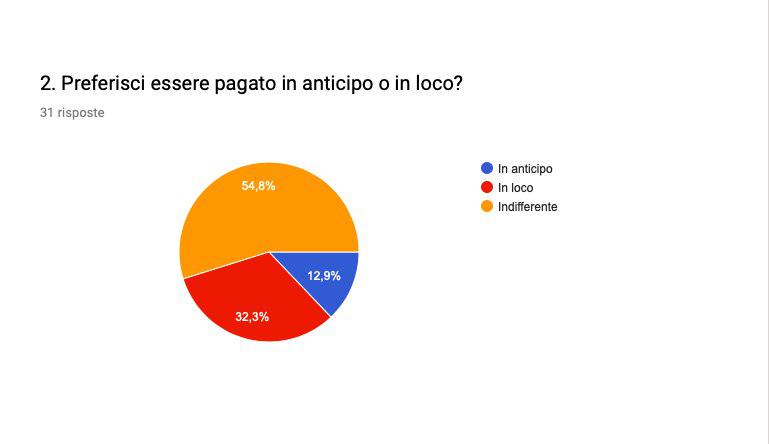 2. Preferisci essere pagato in anticipo o in loco?
31 risposte
54,8%
12,9%
32,3%
In anticipo
In loco
Indifferente